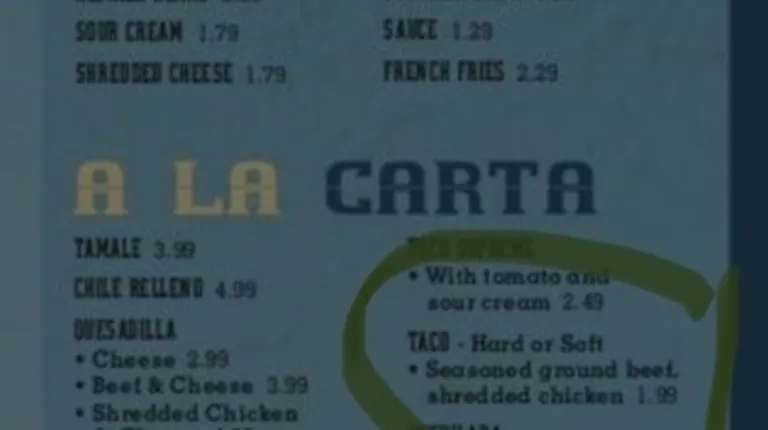 SOUR CREAM 1.79
SHREDDED CHEESE 1.79
SAUCE 1.29
FRENCH FRIES 2.29
A LA CARTA
TAMALE 3.99
CHILE RELLENO 4.99
QUESADILLA
• Cheese 2.99
• Beef & Cheese 3.99
• Shredded Chicken
TACO SUPREME
• With tomato and
sour cream 2.49
TACO - Hard or Soft
• Seasoned ground beef,
shredded chicken 1.99